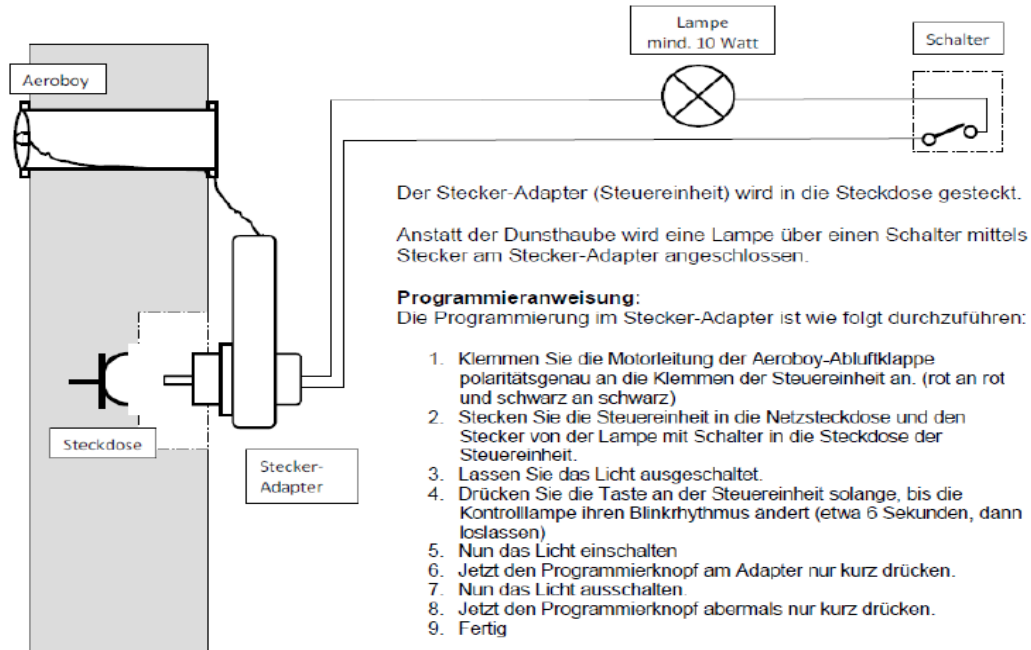 Lampe
mind. 10 Watt
Schalter
Aeroboy
Der Stecker-Adapter (Steuereinheit) wird in die Steckdose gesteckt.
Anstatt der Dunsthaube wird eine Lampe über einen Schalter mittels
Stecker am Stecker-Adapter angeschlossen.
Programmieranweisung:
Die Programmierung im Stecker-Adapter ist wie folgt durchzuführen:
1. Klemmen Sie die Motorleitung der Aeroboy-Abluftklappe
polaritätsgenau an die Klemmen der Steuereinheit an. (rot an rot
und schwarz an schwarz)
2. Stecken Sie die Steuereinheit in die Netzsteckdose und den
Stecker von der Lampe mit Schalter in die Steckdose der
Steuereinheit.
3. Lassen Sie das Licht ausgeschaltet.
4. Drücken Sie die Taste an der Steuereinheit solange, bis die
Kontrolllampe ihren Blinkrhythmus ändert (etwa 6 Sekunden, dann
loslassen)
5. Nun das Licht einschalten
6. Jetzt den Programmierknopf am Adapter nur kurz drücken.
7. Nun das Licht ausschalten.
8. Jetzt den Programmierknopf abermals nur kurz drücken.
9. Fertig
Steckdose
Stecker-
Adapter